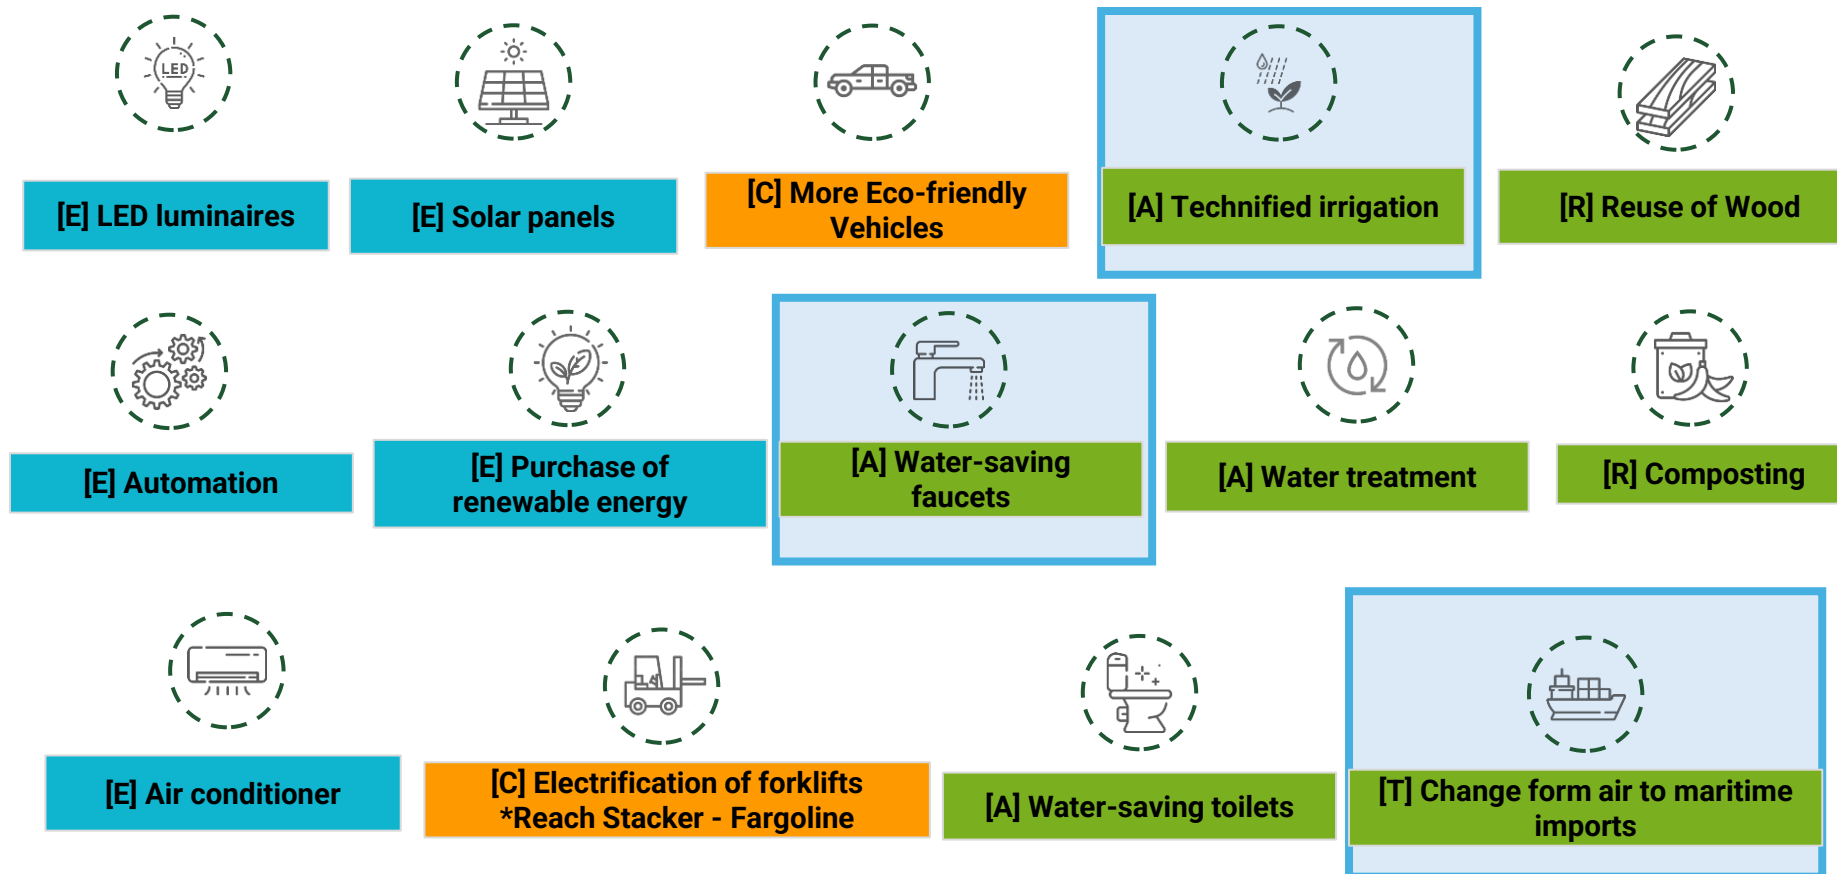 LED
[E] LED luminaires
[E] Solar panels
[C] More Eco-friendly
Vehicles
[A] Technified irrigation
[R] Reuse of Wood
[E] Automation
[E] Purchase of
renewable energy
[A] Water-saving
faucets
[A] Water treatment
[R] Composting
[E] Air conditioner
[C] Electrification of forklifts
*Reach Stacker - Fargoline
[A] Water-saving toilets
[T] Change form air to maritime
imports